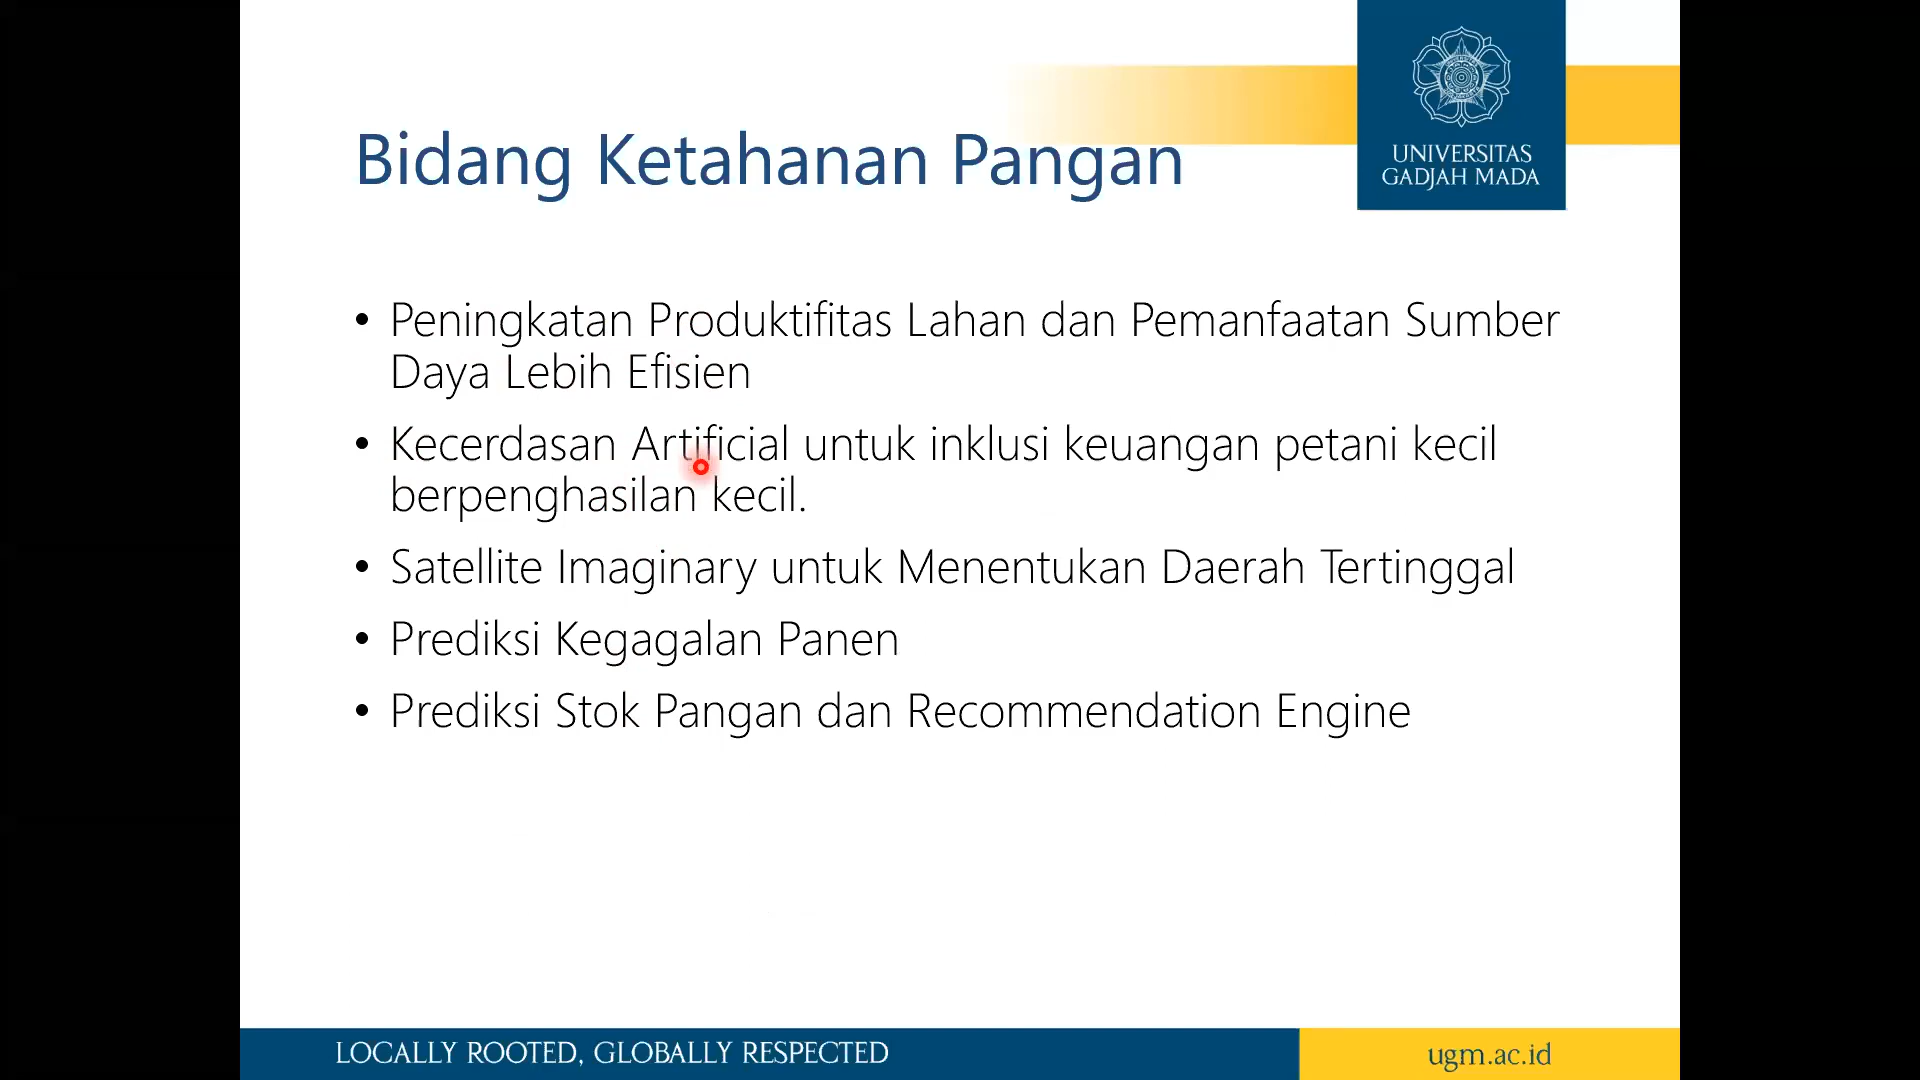 UNIVERSITAS
GADJAH MADA
Bidang Ketahanan Pangan
• Peningkatan Produktifitas Lahan dan Pemanfaatan Sumber
Daya Lebih Efisien
• Kecerdasan Artificial untuk inklusi keuangan petani kecil
berpenghasilan kecil.
• Satellite Imaginary untuk Menentukan Daerah Tertinggal
• Prediksi Kegagalan Panen
• Prediksi Stok Pangan dan Recommendation Engine
LOCALLY ROOTED, GLOBALLY RESPECTED
ugm.ac.id